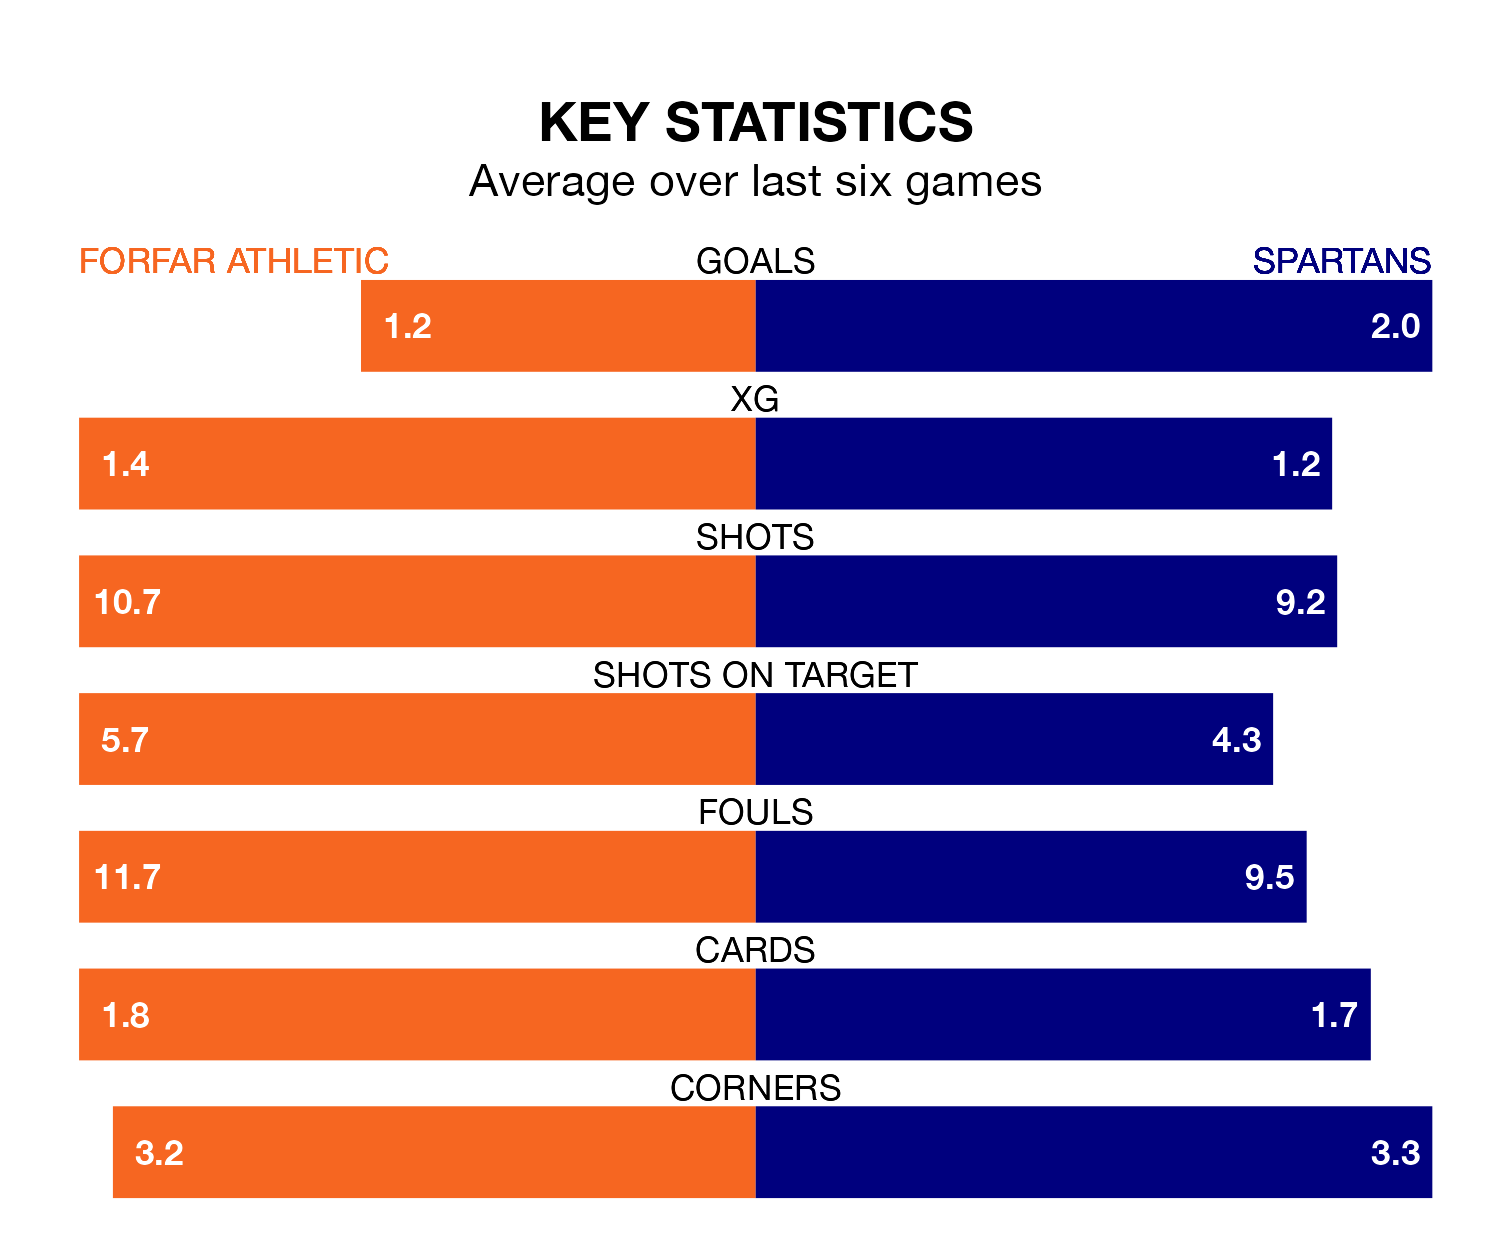 KEY STATISTICS
Average over last six games
FORFAR ATHLETIC GOALS SPARTANS
1.2 2.0
XG
1.4 1.2
SHOTS
10.7 9.2
SHOTS ON TARGET
5.7 4.3
FOULS
11.7 9.5
CARDS
1.8 1.7
CORNERS
3.2 3.3